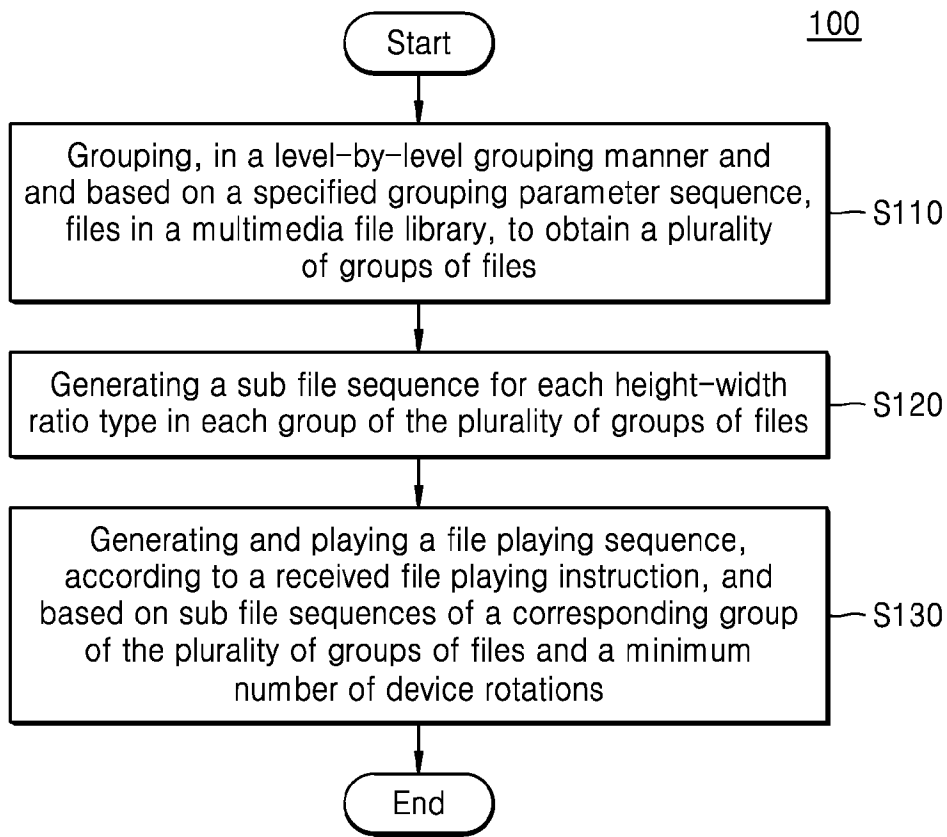 100
Start
Grouping, in a level-by-level grouping manner and
and based on a specified grouping parameter sequence,
files in a multimedia file library, to obtain a plurality
of groups of files
S110
Generating a sub file sequence for each height-width
ratio type in each group of the plurality of groups of files
S120
Generating and playing a file playing sequence,
according to a received file playing instruction, and
based on sub file sequences of a corresponding group
of the plurality of groups of files and a minimum
number of device rotations
S130
End